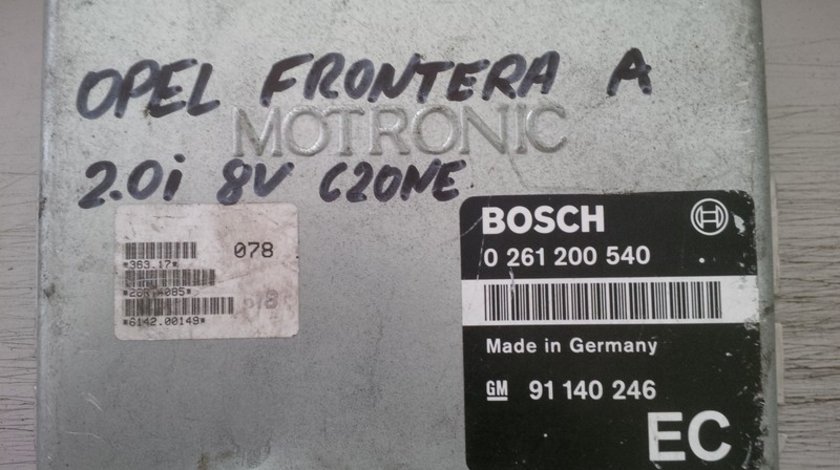 OPEL FRONTERA A
MOTRONIC
2.0i 8V C20NE
078
*363.17*
*6142.00149*
BOSCH
0 261 200 540
Made in Germany
GM 91 140 246
EC